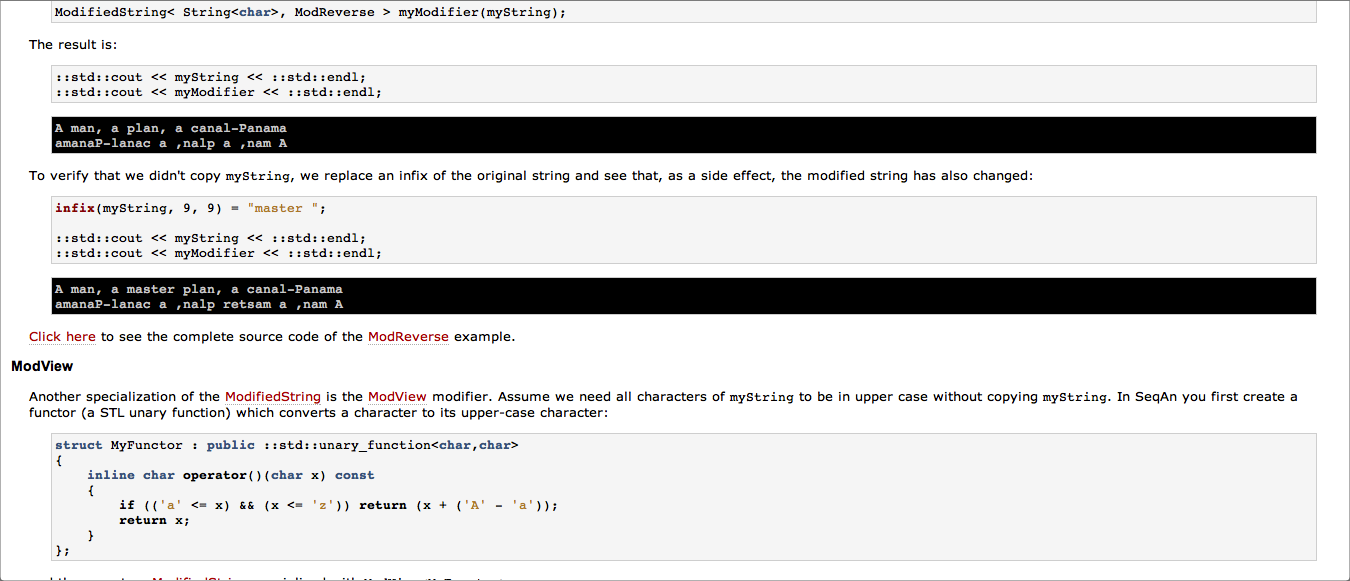 ModifiedString< String<char>, ModReverse > myModifier(myString);
The result is:
::std::cout << myString << ::std::endl;
::std::cout << myModifier << ::std::endl;
A man, a plan, a canal-Panama
amanaP-lanac a ,nalp a ,nam A
To verify that we didn't copy myString, we replace an infix of the original string and see that, as a side effect, the modified string has also changed:
infix(myString, 9, 9) = "master ";
::std::cout << myString << ::std::endl;
::std::cout << myModifier << ::std::endl;
A man, a master plan, a canal-Panama
amanaP-lanac a ,nalp retsam a ,nam A
Click here to see the complete source code of the ModReverse example.
ModView
Another specialization of the ModifiedString is the ModView modifier. Assume we need all characters of myString to be in upper case without copying myString. In SeqAn you first create a
functor (a STL unary function) which converts a character to its upper-case character:
struct MyFunctor : public ::std::unary_function<char,char>
{
    inline char operator()(char x) const
    {
        if (('a' <= x) && (x <= 'z')) return (x + ('A' - 'a'));
        return x;
    }
};